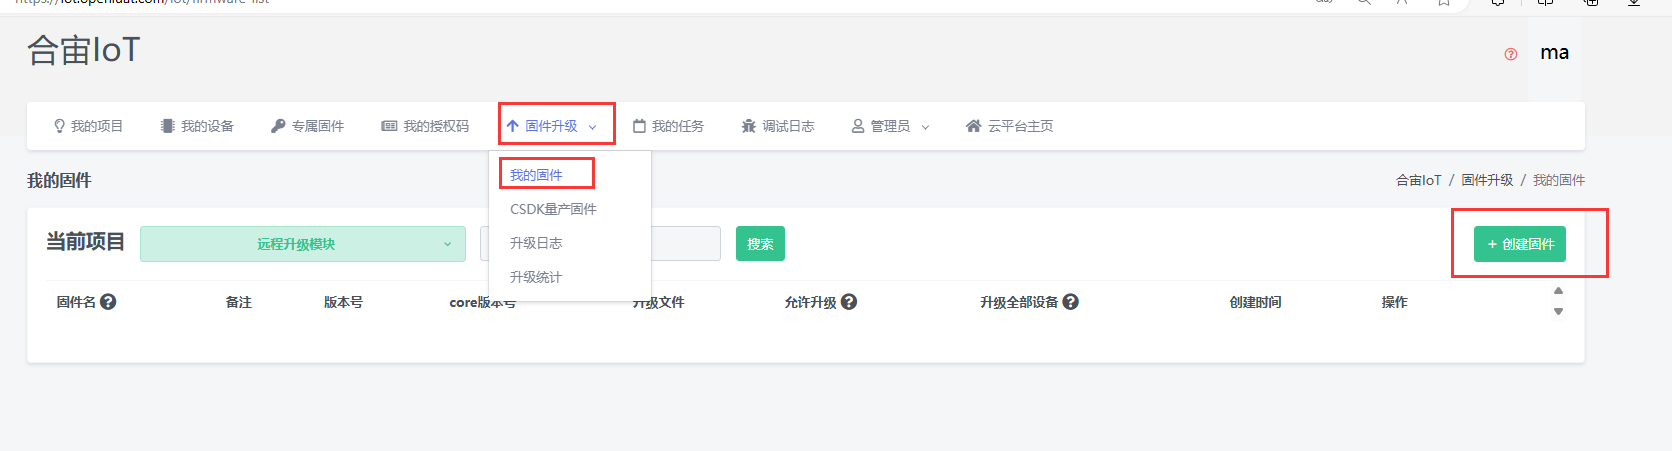 https://iot.openluat.com/iot/firmware-list
合宙IoT
ma
我的项目 我的设备 专属固件 我的授权码 固件升级 我的任务 调试日志 管理员 云平台主页
我的固件
合宙IoT / 固件升级 / 我的固件
我的固件
CSDK量产固件
升级日志
升级统计
当前项目 远程升级模块 搜索 + 创建固件
固件名 备注 版本号 core版本号 升级文件 允许升级 升级全部设备 创建时间 操作